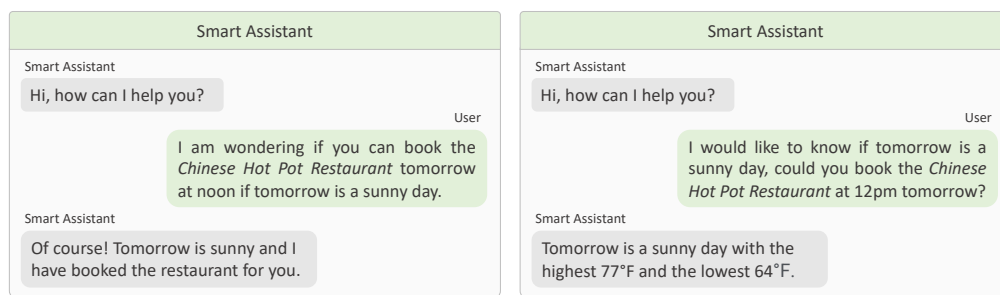 Smart Assistant
Smart Assistant
Hi, how can I help you?
User
I am wondering if you can book the
Chinese Hot Pot Restaurant tomorrow
at noon if tomorrow is a sunny day.
Smart Assistant
Of course! Tomorrow is sunny and I
have booked the restaurant for you.
Smart Assistant
Smart Assistant
Hi, how can I help you?
User
I would like to know if tomorrow is a
sunny day, could you book the Chinese
Hot Pot Restaurant at 12pm tomorrow?
Smart Assistant
Tomorrow is a sunny day with the
highest 77°F and the lowest 64°F.